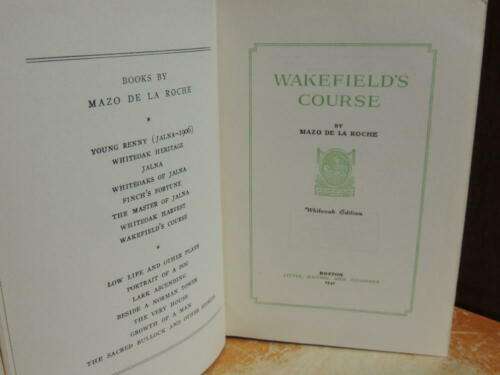 BOOKS BY
MAZO DE LA ROCHE
*
YOUNG RENNY (JALNA-1906)
WHITEOAK HERITAGE
JALNA
WHITEOAKS OF JALNA
FINCH'S FORTUNE
THE MASTER OF JALNA
WHITEOAK HARVEST
WAKEFIELD'S COURSE
*
LOW LIFE AND OTHER PLAYS
PORTRAIT OF A DOG
LARK ASCENDING
BESIDE A NORMAN TOWER
THE VERY HOUSE
GROWTH OF A MAN
THE SACRED BULLOCK AND OTHER STORIES
WAKEFIELD'S
COURSE
BY
MAZO DE LA ROCHE
Whiteoak Edition
BOSTON
LITTLE, BROWN, AND COMPANY
1941